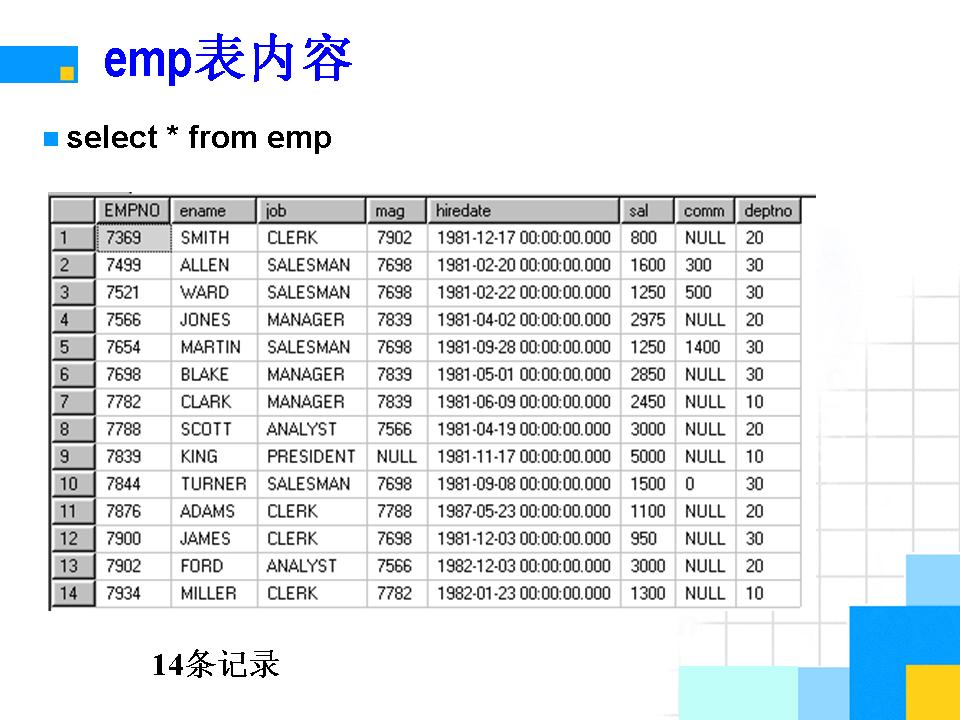 emp表内容
select * from emp
EMPNO ename job mag hiredate sal comm deptno
1 7369 SMITH CLERK 7902 1981-12-17 00:00:00.000 800 NULL 20
2 7499 ALLEN SALESMAN 7698 1981-02-20 00:00:00.000 1600 300 30
3 7521 WARD SALESMAN 7698 1981-02-22 00:00:00.000 1250 500 30
4 7566 JONES MANAGER 7839 1981-04-02 00:00:00.000 2975 NULL 20
5 7654 MARTIN SALESMAN 7698 1981-09-28 00:00:00.000 1250 1400 30
6 7698 BLAKE MANAGER 7839 1981-05-01 00:00:00.000 2850 NULL 30
7 7782 CLARK MANAGER 7839 1981-06-09 00:00:00.000 2450 NULL 10
8 7788 SCOTT ANALYST 7566 1981-04-19 00:00:00.000 3000 NULL 20
9 7839 KING PRESIDENT NULL 1981-11-17 00:00:00.000 5000 NULL 10
10 7844 TURNER SALESMAN 7698 1981-09-08 00:00:00.000 1500 0 30
11 7876 ADAMS CLERK 7788 1987-05-23 00:00:00.000 1100 NULL 20
12 7900 JAMES CLERK 7698 1981-12-03 00:00:00.000 950 NULL 30
13 7902 FORD ANALYST 7566 1982-12-03 00:00:00.000 3000 NULL 20
14 7934 MILLER CLERK 7782 1982-01-23 00:00:00.000 1300 NULL 10
14条记录